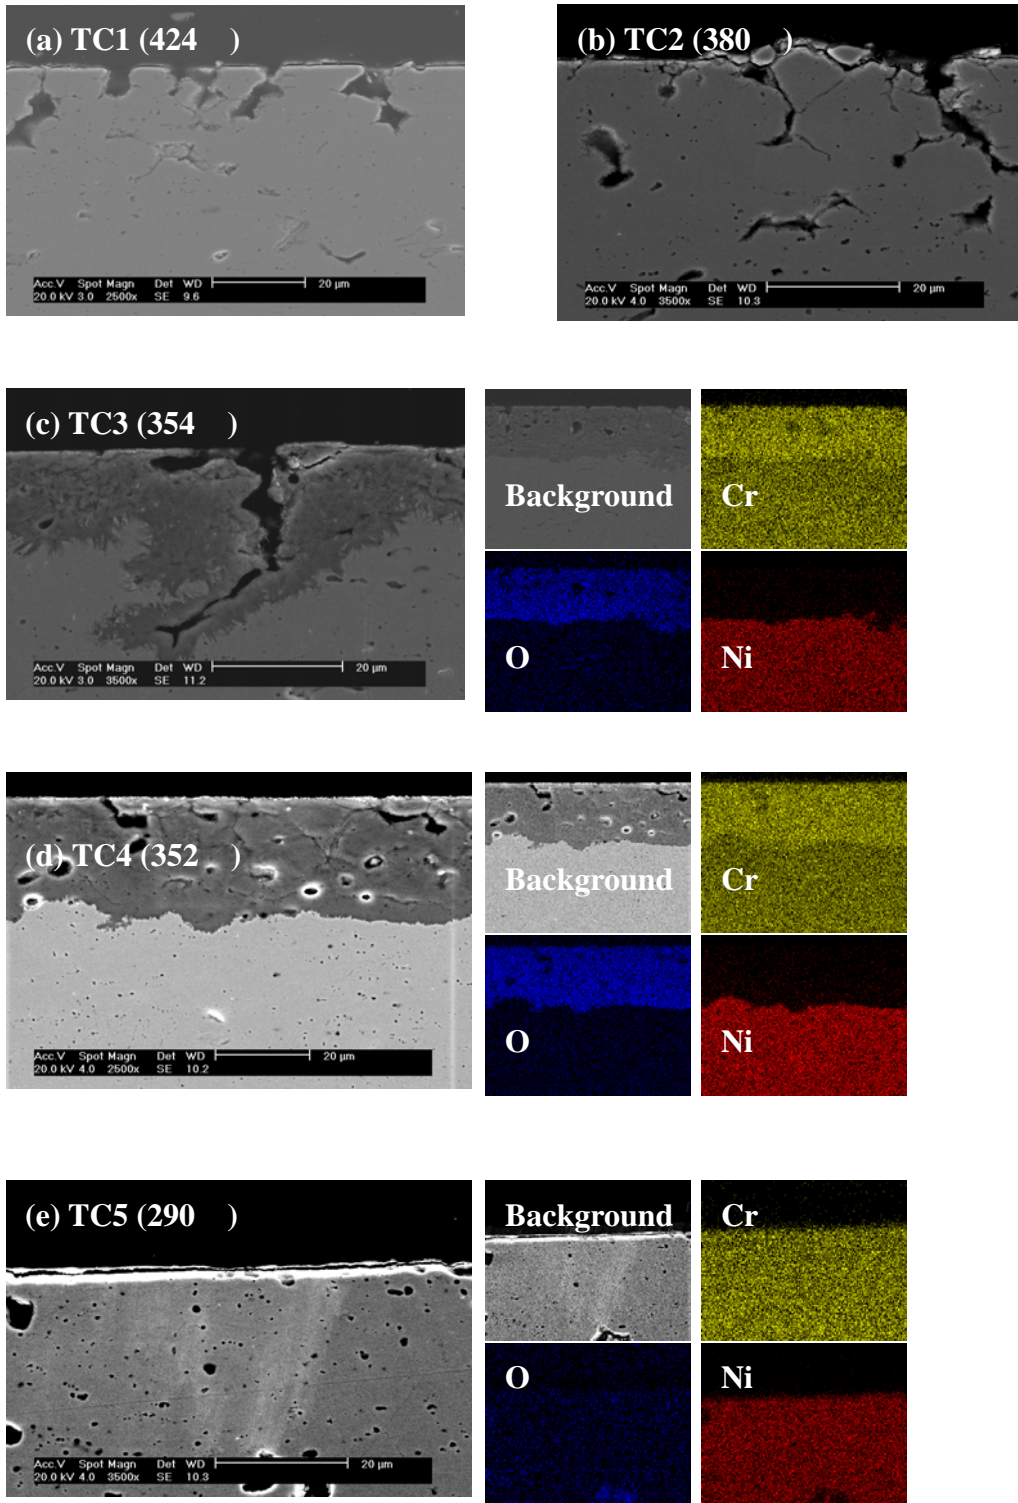 (a) TC1 (424 )
Acc.V Spot Magn Det WD 20 µm
20.0 kV 3.0 2500x SE 9.6
(b) TC2 (380 )
Acc.V Spot Magn Det WD 20 µm
20.0 kV 4.0 3500x SE 10.3
(c) TC3 (354 )
Acc.V Spot Magn Det WD 20 µm
20.0 kV 3.0 3500x SE 11.2
Background
Cr
O
Ni
(d) TC4 (352 )
Acc.V Spot Magn Det WD 20 µm
20.0 kV 4.0 2500x SE 10.2
Background
Cr
O
Ni
(e) TC5 (290 )
Acc.V Spot Magn Det WD 20 µm
20.0 kV 4.0 3500x SE 10.3
Background
Cr
O
Ni